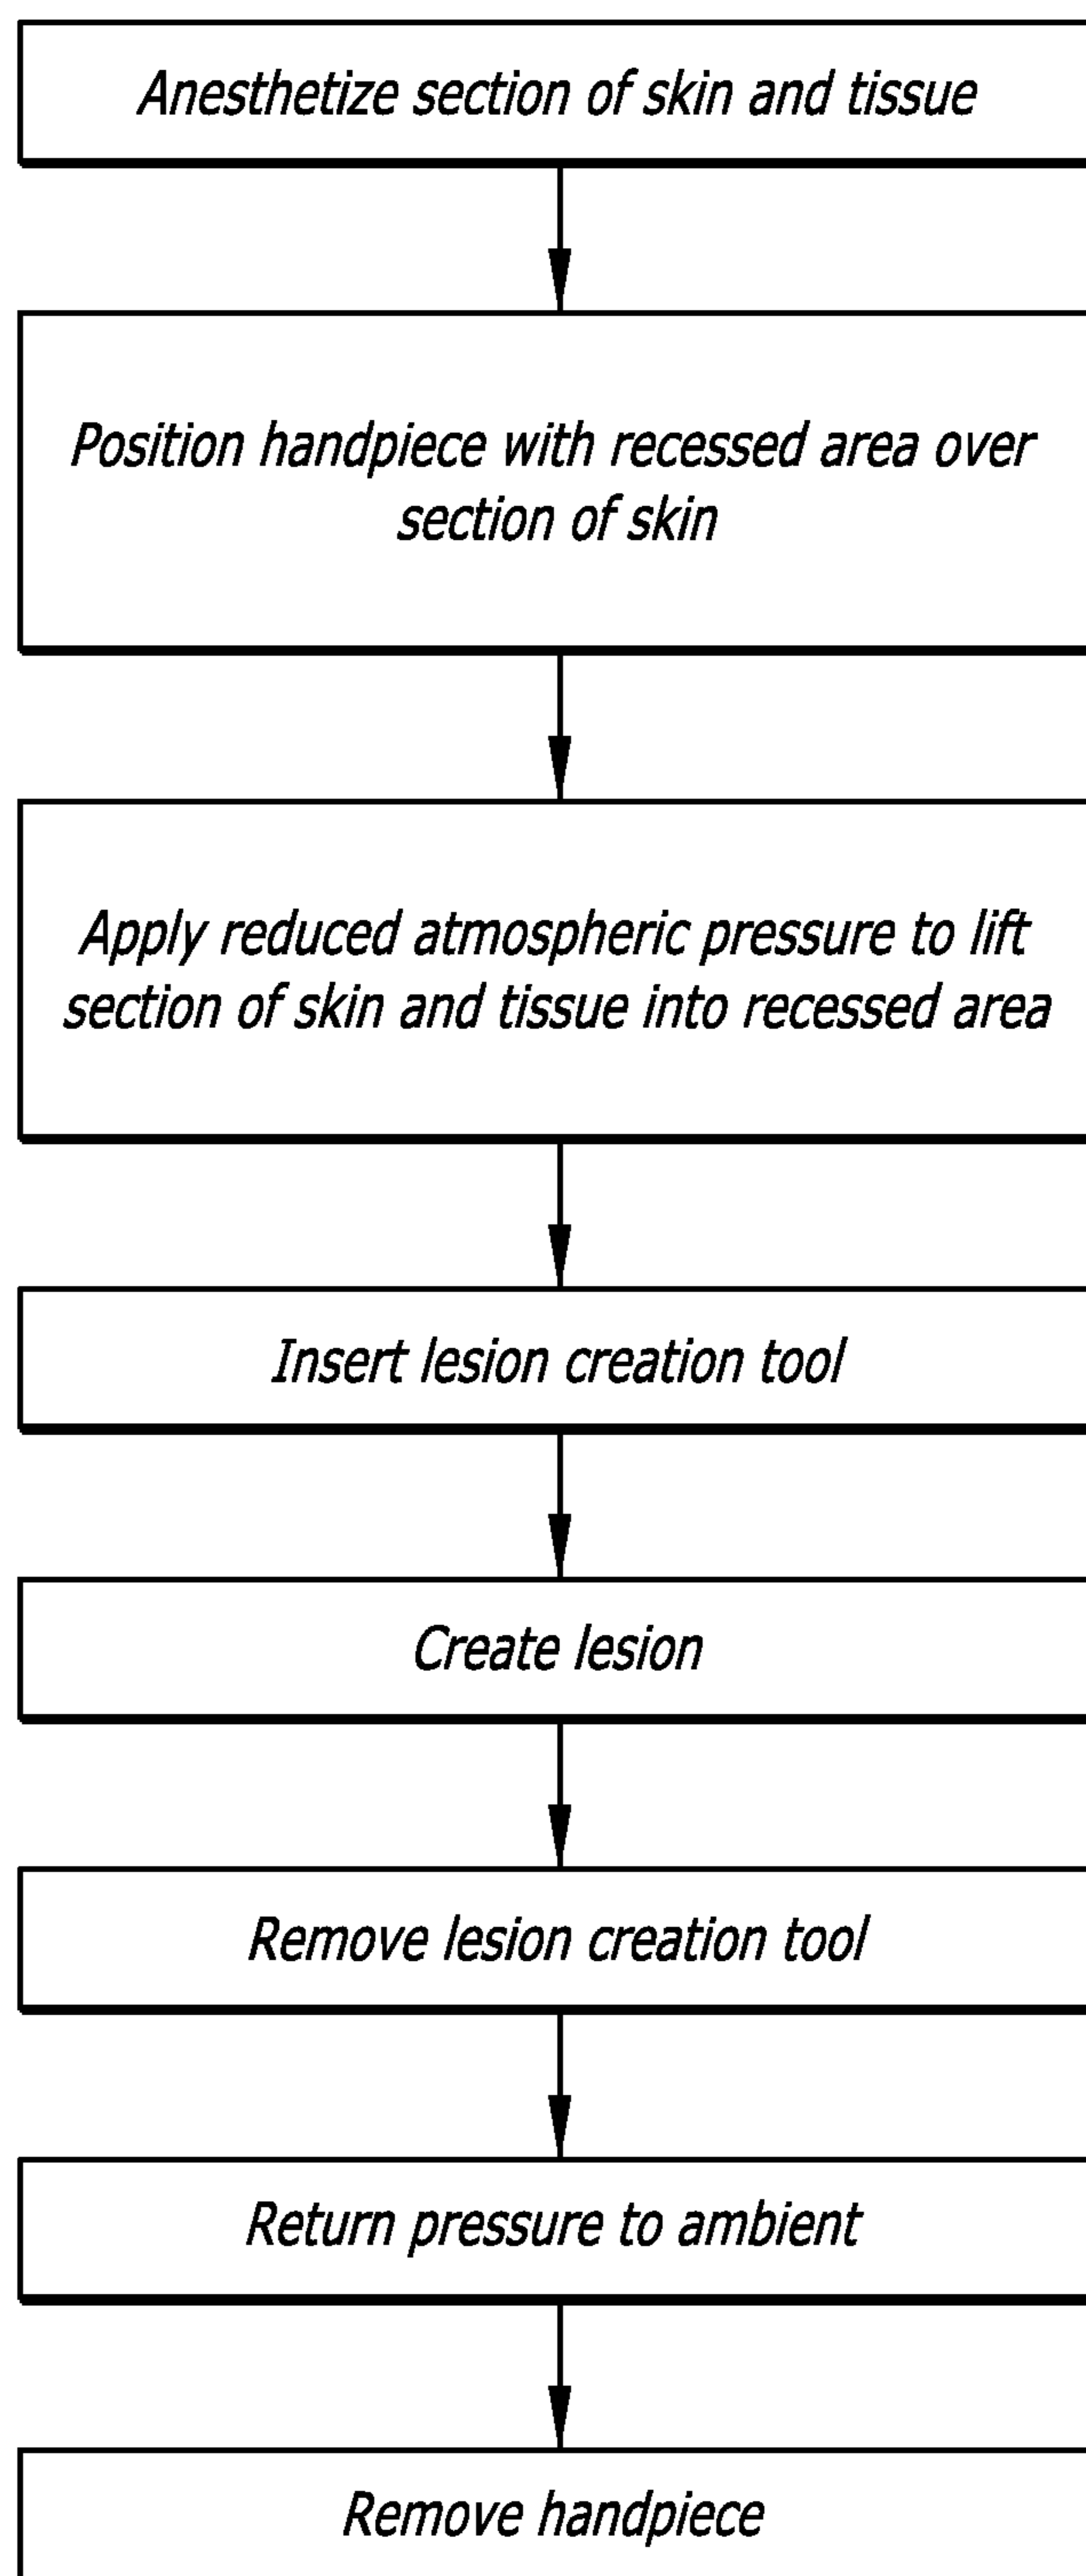 Anesthetize section of skin and tissue
Position handpiece with recessed area over
section of skin
Apply reduced atmospheric pressure to lift
section of skin and tissue into recessed area
Insert lesion creation tool
Create lesion
Remove lesion creation tool
Return pressure to ambient
Remove handpiece